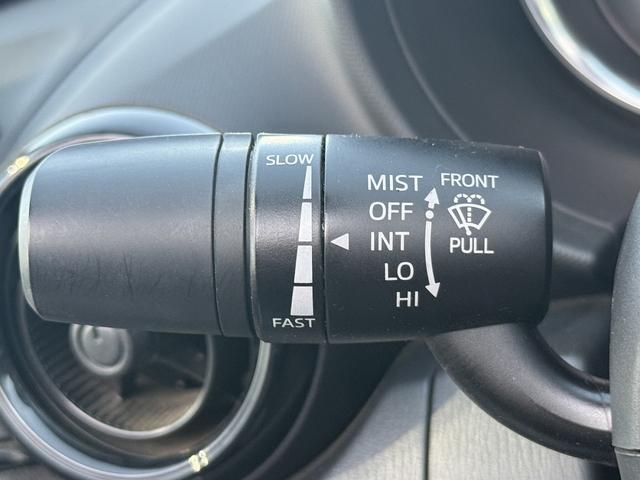 SLOW
FAST
MIST
OFF
INT
LO
HI
FRONT
PULL